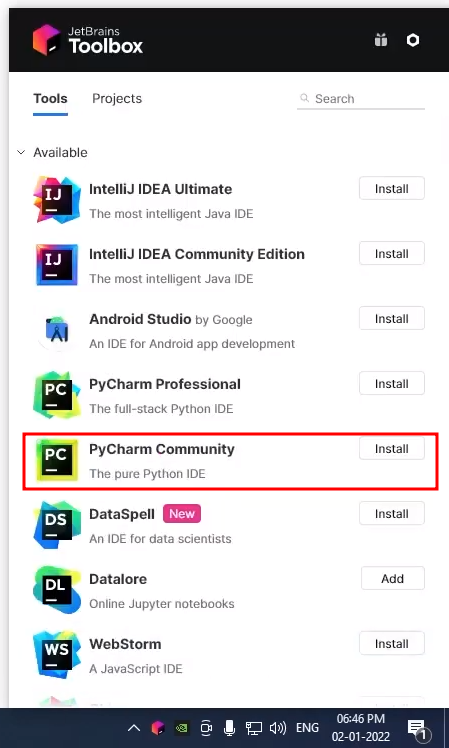 JetBrains
Toolbox
Tools Projects Search
Available
IJ IntelliJ IDEA Ultimate Install
The most intelligent Java IDE
IJ IntelliJ IDEA Community Edition Install
The most intelligent Java IDE
Android Studio by Google Install
An IDE for Android app development
PC PyCharm Professional Install
The full-stack Python IDE
PC PyCharm Community Install
The pure Python IDE
DS DataSpell New Install
An IDE for data scientists
DL Datalore Add
Online Jupyter notebooks
WS WebStorm Install
A JavaScript IDE
ENG 06:46 PM 1
02-01-2022